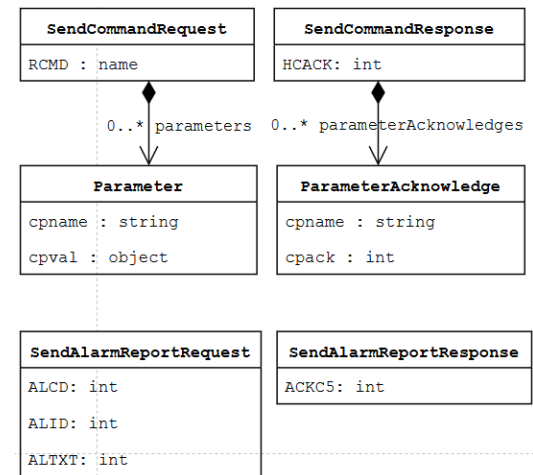 SendCommandRequest
RCMD : name
0..* parameters
Parameter
cpname : string
cpval : object
SendCommandResponse
HCACK: int
0..* parameterAcknowledges
ParameterAcknowledge
cpname : string
cpack : int
SendAlarmReportRequest
ALCD: int
ALID: int
ALTXT: int
SendAlarmReportResponse
ACKC5: int